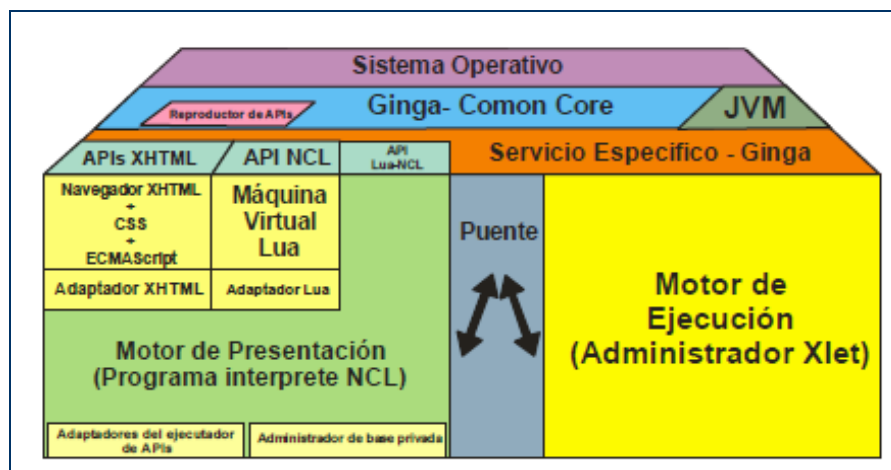 Sistema Operativo
Reproductor de APIs
Ginga- Comon Core
JVM
APIs XHTML
API NCL
API
Lua-NCL
Servicio Especifico - Ginga
Navegador XHTML
+
CSS
+
ECMAScript
Máquina
Virtual
Lua
Puente
Adaptador XHTML
Adaptador Lua
Motor de Presentación
(Programa interprete NCL)
Motor de
Ejecución
(Administrador Xlet)
Adaptadores del ejecutador
de APIs
Administrador de base privada